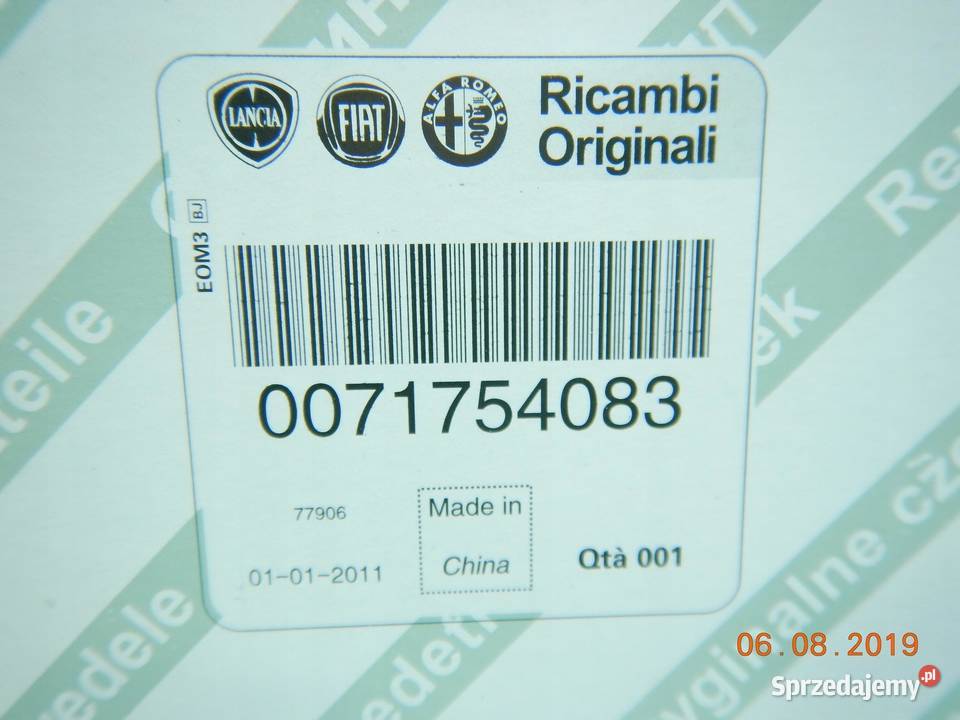 LANCIA
FIAT
ALFA ROMEO
Ricambi
Originali
EOM3 BJ
0071754083
77906
Made in
China
01-01-2011
Qtà 001
06.08.2019
Sprzedajemy.pl